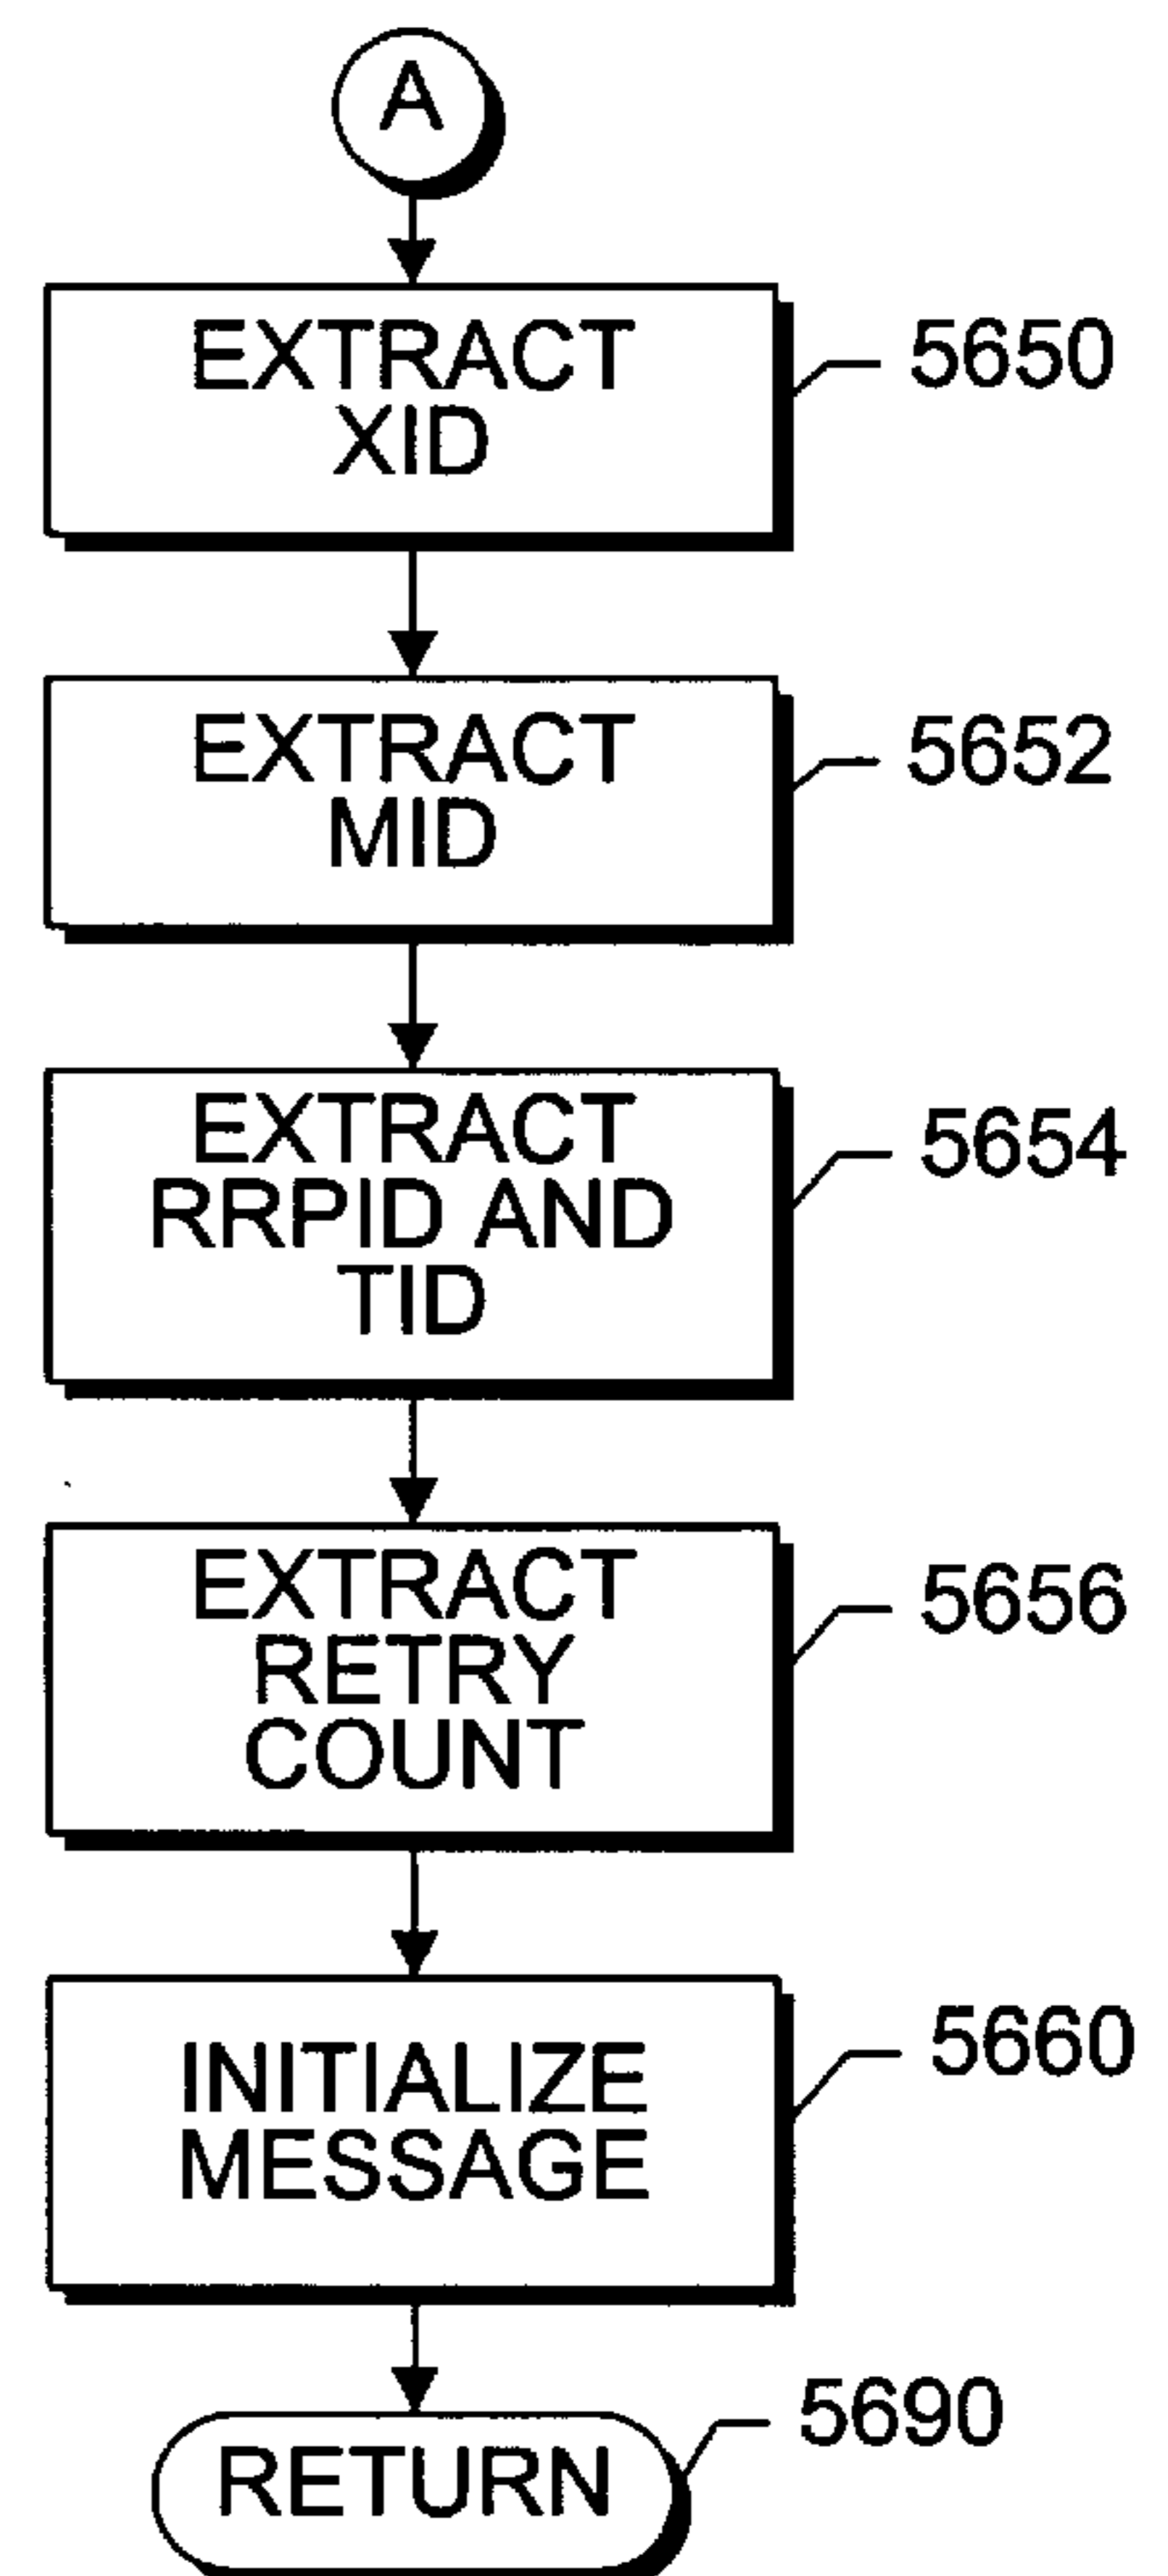 A
EXTRACT
XID
5650
EXTRACT
MID
5652
EXTRACT
RRPID AND
TID
5654
EXTRACT
RETRY
COUNT
5656
INITIALIZE
MESSAGE
5660
RETURN
5690